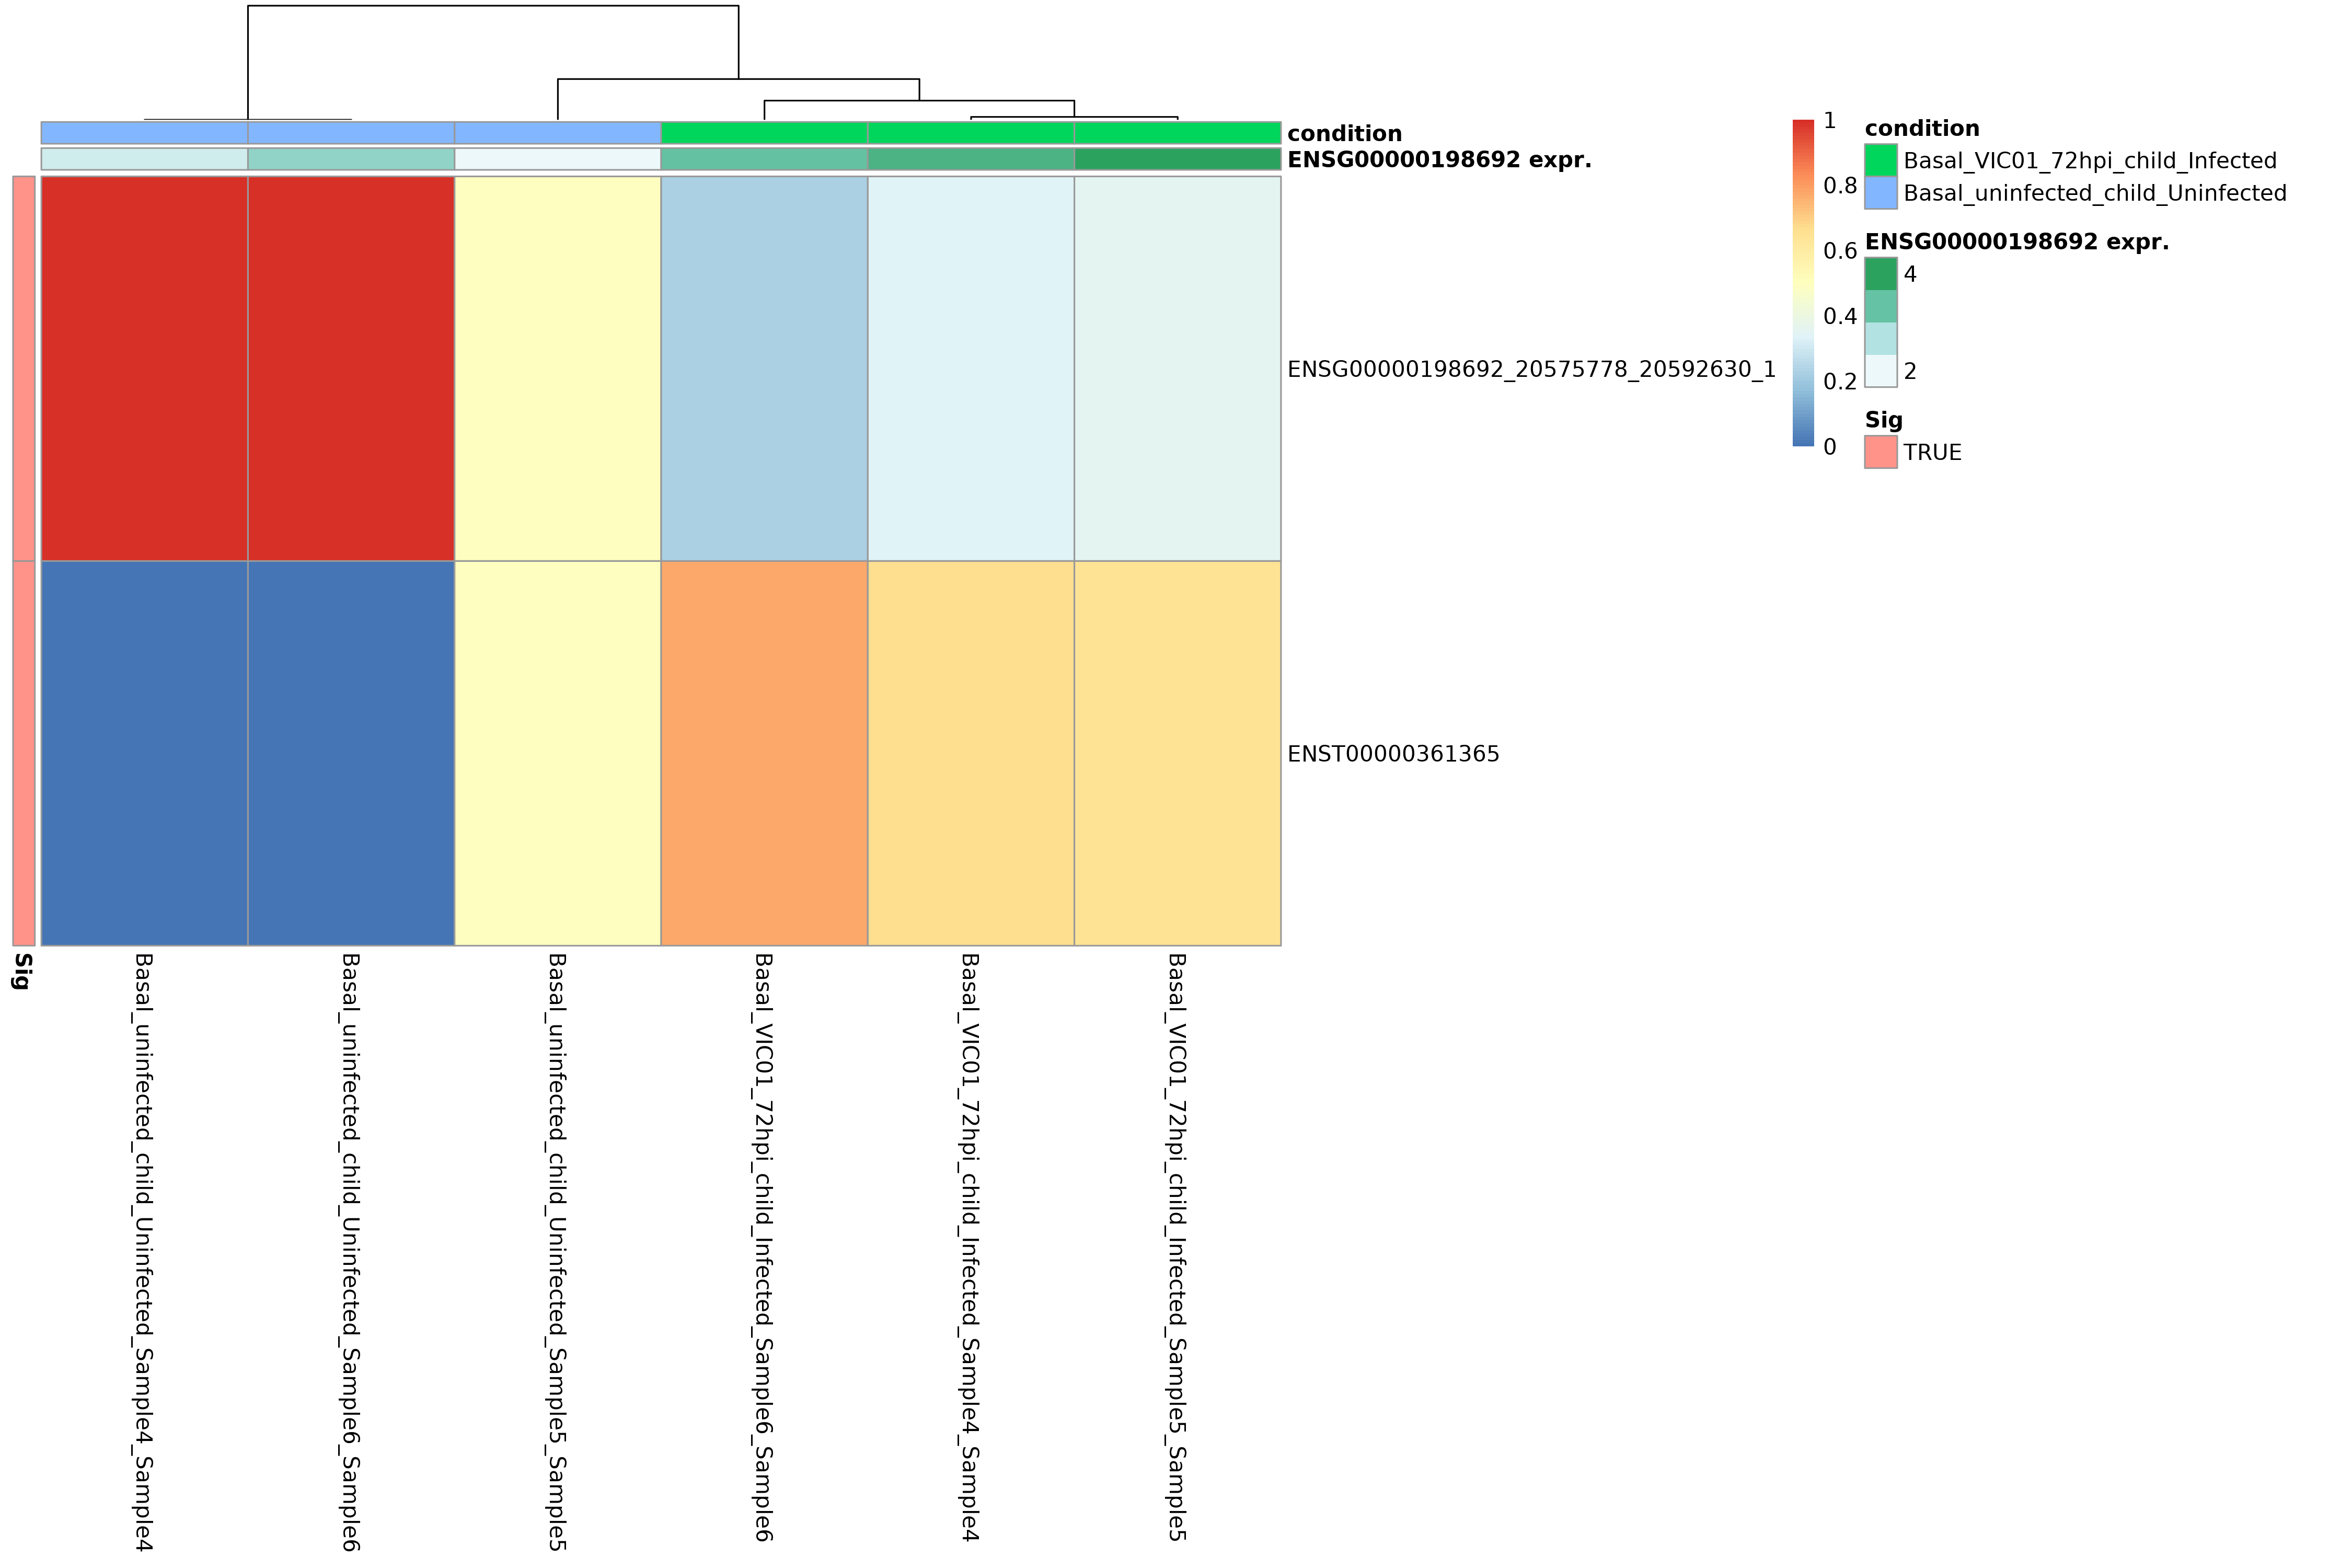 condition
ENSG00000198692 expr.
ENSG00000198692_20575778_20592630_1
ENST00000361365
1
0.8
0.6
0.4
0.2
0
condition
Basal_VIC01_72hpi_child_Infected
Basal_uninfected_child_Uninfected
ENSG00000198692 expr.
4
2
Sig
TRUE
Sig
Basal_uninfected_child_Uninfected_Sample4_Sample4
Basal_uninfected_child_Uninfected_Sample6_Sample6
Basal_uninfected_child_Uninfected_Sample5_Sample5
Basal_VIC01_72hpi_child_Infected_Sample6_Sample6
Basal_VIC01_72hpi_child_Infected_Sample4_Sample4
Basal_VIC01_72hpi_child_Infected_Sample5_Sample5